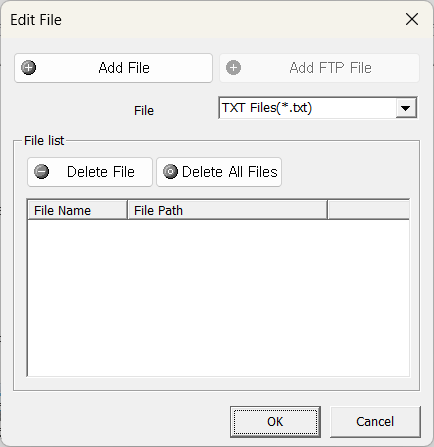 Edit File
Add File
Add FTP File
File
TXT Files(*.txt)
File list
Delete File
Delete All Files
File Name
File Path
OK
Cancel